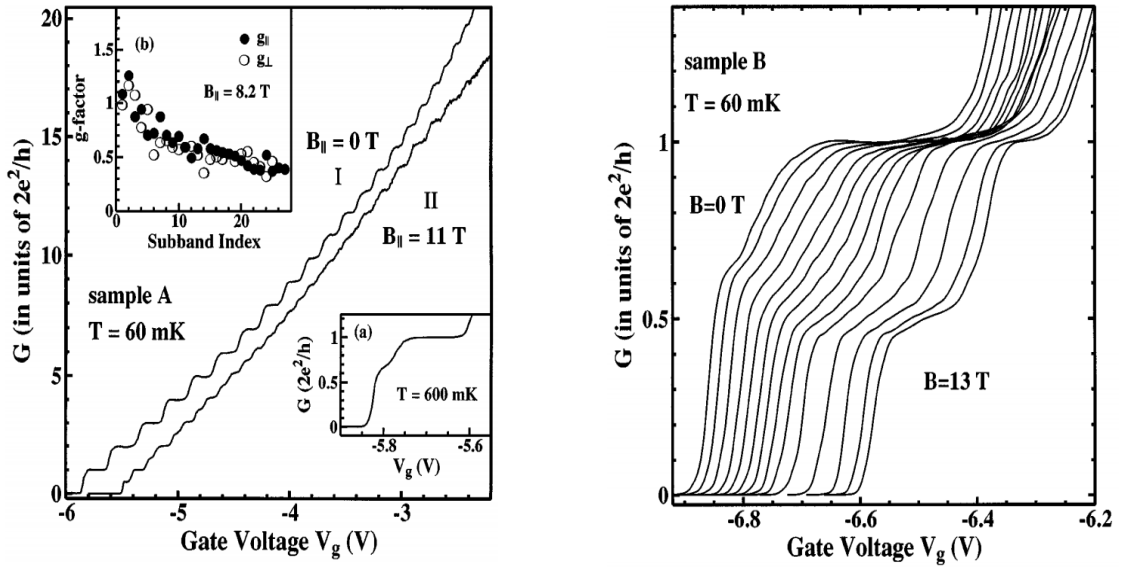 20
15
10
5
0
G (in units of 2e²/h)
-6
-5
-4
-3
Gate Voltage V_g (V)
(b)
g∥
g⊥
B∥ = 8.2 T
1.5
1
0.5
0
g-factor
0
10
20
Subband Index
B∥ = 0 T
I
II
B∥ = 11 T
sample A
T = 60 mK
(a)
1
0.5
0
G (2e²/h)
T = 600 mK
-5.8
-5.6
V_g (V)
sample B
T = 60 mK
1
0.5
0
G (in units of 2e²/h)
B=0 T
B=13 T
-6.8
-6.6
-6.4
-6.2
Gate Voltage V_g (V)